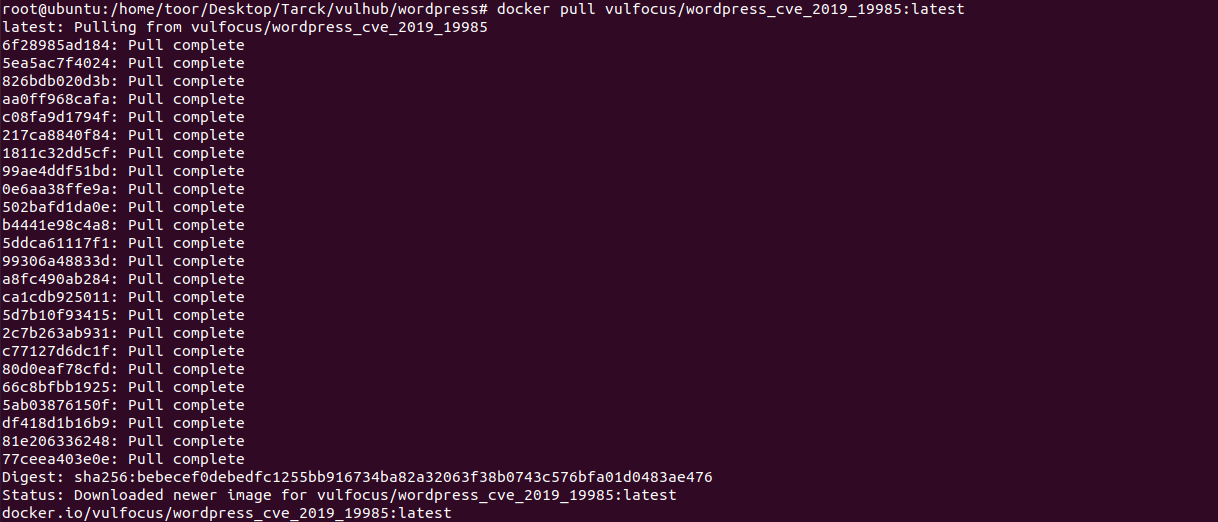 root@ubuntu:/home/toor/Desktop/Tarck/vulhub/wordpress# docker pull vulfocus/wordpress_cve_2019_19985:latest
latest: Pulling from vulfocus/wordpress_cve_2019_19985
6f28985ad184: Pull complete
5ea5ac7f4024: Pull complete
826bdb020d3b: Pull complete
aa0ff968cafa: Pull complete
c08fa9d1794f: Pull complete
217ca8840f84: Pull complete
1811c32dd5cf: Pull complete
99ae4ddf51bd: Pull complete
0e6aa38ffe9a: Pull complete
502bafd1da0e: Pull complete
b4441e98c4a8: Pull complete
5ddca61117f1: Pull complete
99306a48833d: Pull complete
a8fc490ab284: Pull complete
ca1cdb925011: Pull complete
5d7b10f93415: Pull complete
2c7b263ab931: Pull complete
c77127d6dc1f: Pull complete
80d0eaf78cfd: Pull complete
66c8bfbb1925: Pull complete
5ab03876150f: Pull complete
df418d1b16b9: Pull complete
81e206336248: Pull complete
77ceea403e0e: Pull complete
Digest: sha256:bebecef0debedfc1255bb916734ba82a32063f38b0743c576bfa01d0483ae476
Status: Downloaded newer image for vulfocus/wordpress_cve_2019_19985:latest
docker.io/vulfocus/wordpress_cve_2019_19985:latest